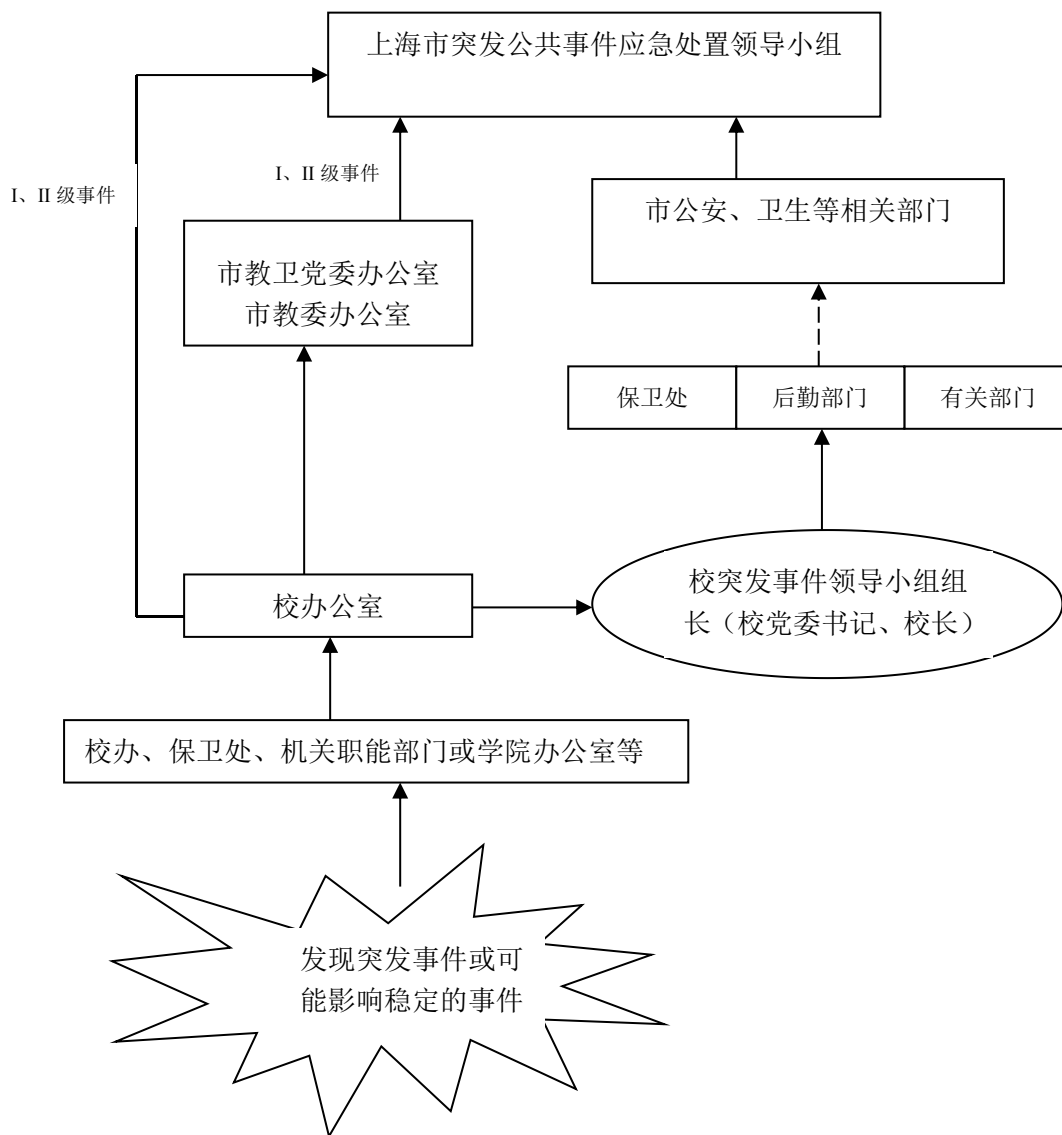 上海市突发公共事件应急处置领导小组
I、II 级事件
I、II 级事件
市公安、卫生等相关部门
市教卫党委办公室
市教委办公室
保卫处
后勤部门
有关部门
校办公室
校突发事件领导小组组
长（校党委书记、校长）
校办、保卫处、机关职能部门或学院办公室等
发现突发事件或可
能影响稳定的事件